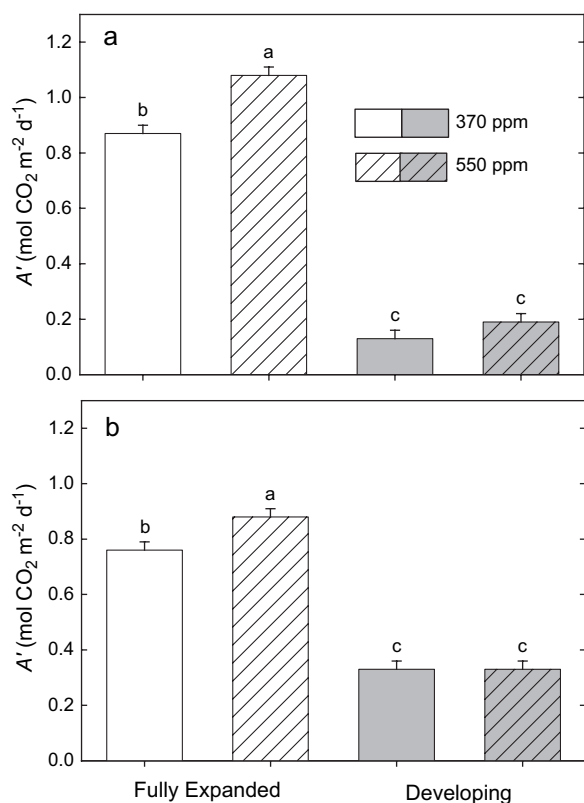 a
1.2
1.0
0.8
0.6
0.4
0.2
0.0
A′ (mol CO₂ m⁻² d⁻¹)
b
a
c
c
370 ppm
550 ppm
b
1.2
1.0
0.8
0.6
0.4
0.2
0.0
A′ (mol CO₂ m⁻² d⁻¹)
b
a
c
c
Fully Expanded Developing